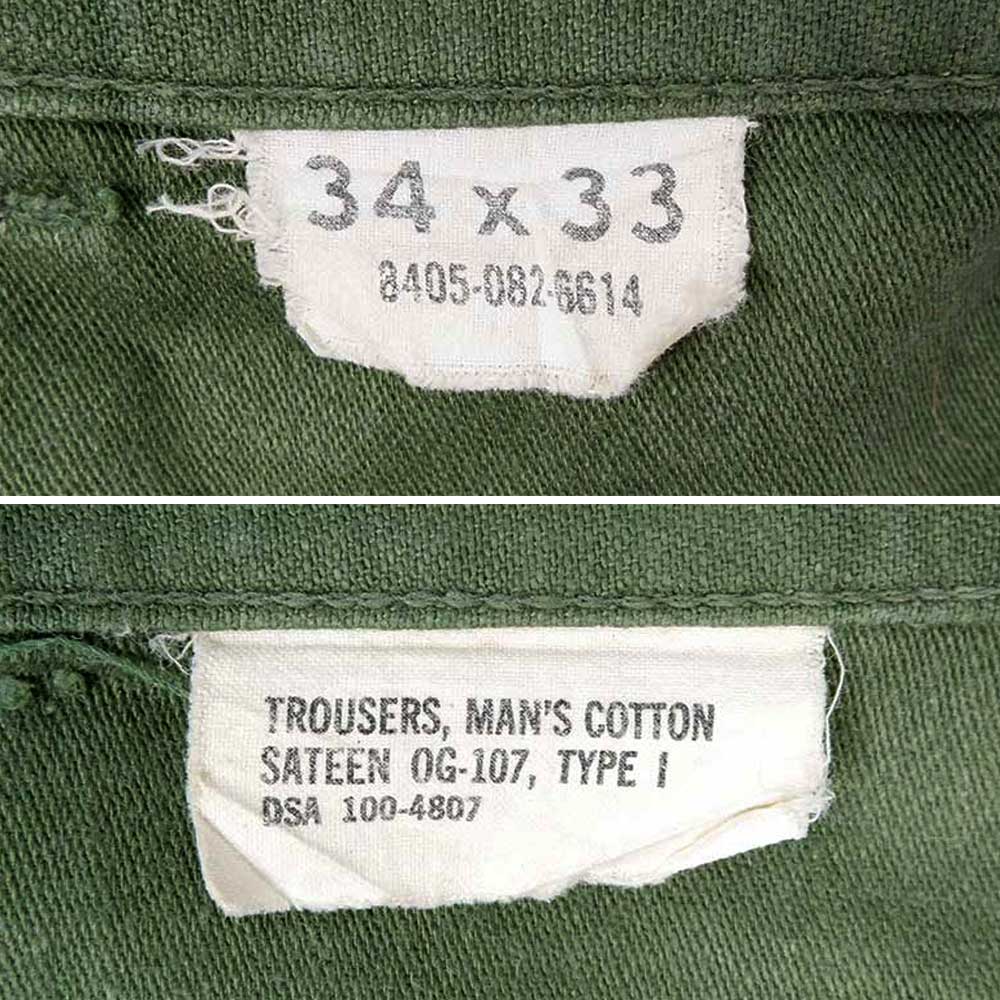 34 x 33
8405-082-6614
TROUSERS, MAN'S COTTON
SATEEN OG-107, TYPE I
DSA 100-4807